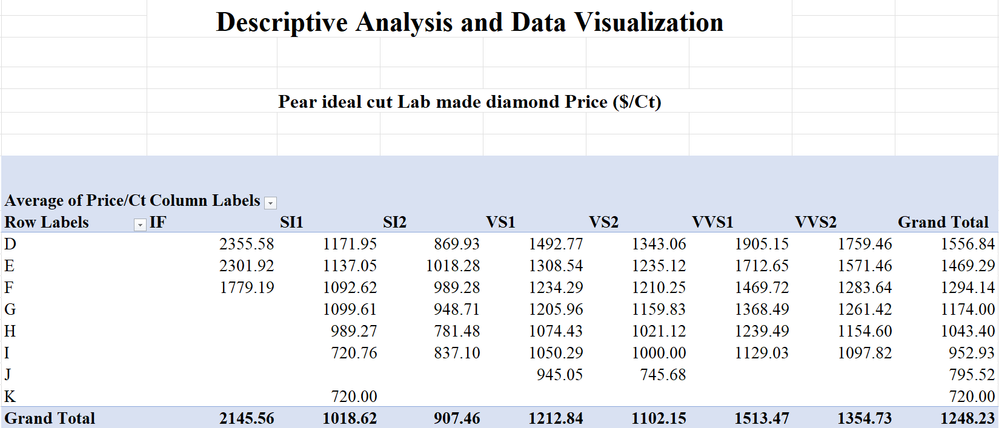 Descriptive Analysis and Data Visualization
Pear ideal cut Lab made diamond Price ($/Ct)
Average of Price/Ct Column Labels
Row Labels IF SI1 SI2 VS1 VS2 VVS1 VVS2 Grand Total
D 2355.58 1171.95 869.93 1492.77 1343.06 1905.15 1759.46 1556.84
E 2301.92 1137.05 1018.28 1308.54 1235.12 1712.65 1571.46 1469.29
F 1779.19 1092.62 989.28 1234.29 1210.25 1469.72 1283.64 1294.14
G 1099.61 948.71 1205.96 1159.83 1368.49 1261.42 1174.00
H 989.27 781.48 1074.43 1021.12 1239.49 1154.60 1043.40
I 720.76 837.10 1050.29 1000.00 1129.03 1097.82 952.93
J 945.05 745.68 795.52
K 720.00 720.00
Grand Total 2145.56 1018.62 907.46 1212.84 1102.15 1513.47 1354.73 1248.23